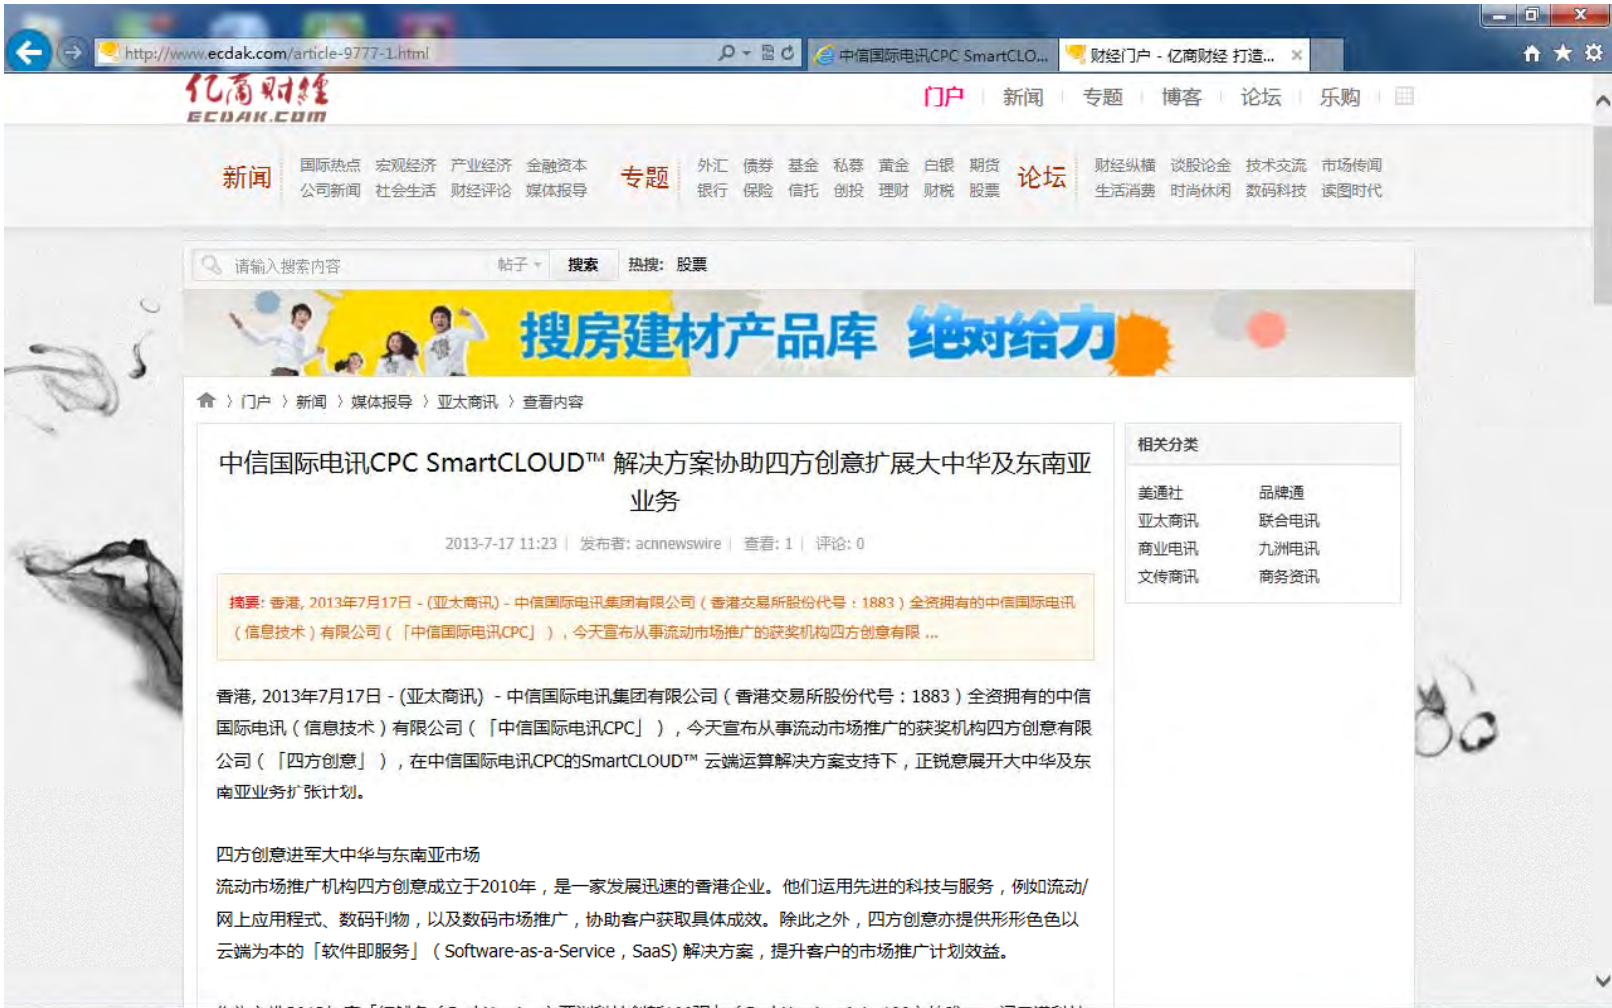 http://www.ecdak.com/article-9777-1.html
中信国际电讯CPC SmartCLO...
财经门户 - 亿商财经 打造...
亿商财经
ECDAK.COM
门户 新闻 专题 博客 论坛 乐购
新闻
国际热点 宏观经济 产业经济 金融资本
公司新闻 社会生活 财经评论 媒体报导
专题
外汇 债券 基金 私募 黄金 白银 期货
银行 保险 信托 创投 理财 财税 股票
论坛
财经纵横 谈股论金 技术交流 市场传闻
生活消费 时尚休闲 数码科技 读图时代
请输入搜索内容 帖子 搜索 热搜: 股票
搜房建材产品库 绝对给力
〉门户 〉新闻 〉媒体报导 〉亚太商讯 〉查看内容
中信国际电讯CPC SmartCLOUD™ 解决方案协助四方创意扩展大中华及东南亚
业务
2013-7-17 11:23 | 发布者: acnnewswire | 查看: 1 | 评论: 0
摘要: 香港, 2013年7月17日 - (亚太商讯) - 中信国际电讯集团有限公司 ( 香港交易所股份代号 : 1883 ) 全资拥有的中信国际电讯
( 信息技术 ) 有限公司 ( 「中信国际电讯CPC」 ) , 今天宣布从事流动市场推广的获奖机构四方创意有限 ...
香港, 2013年7月17日 - (亚太商讯) - 中信国际电讯集团有限公司 ( 香港交易所股份代号 : 1883 ) 全资拥有的中信
国际电讯 ( 信息技术 ) 有限公司 ( 「中信国际电讯CPC」 ) , 今天宣布从事流动市场推广的获奖机构四方创意有限
公司 ( 「四方创意」 ) , 在中信国际电讯CPC的SmartCLOUD™ 云端运算解决方案支持下 , 正锐意展开大中华及东
南亚业务扩张计划。
四方创意进军大中华与东南亚市场
流动市场推广机构四方创意成立于2010年 , 是一家发展迅速的香港企业。他们运用先进的科技与服务 , 例如流动/
网上应用程式、数码刊物 , 以及数码市场推广 , 协助客户获取具体成效。除此之外 , 四方创意亦提供形形色色以
云端为本的「软件即服务」 ( Software-as-a-Service , SaaS) 解决方案 , 提升客户的市场推广计划效益。
相关分类
美通社 品牌通
亚太商讯 联合电讯
商业电讯 九洲电讯
文传商讯 商务资讯